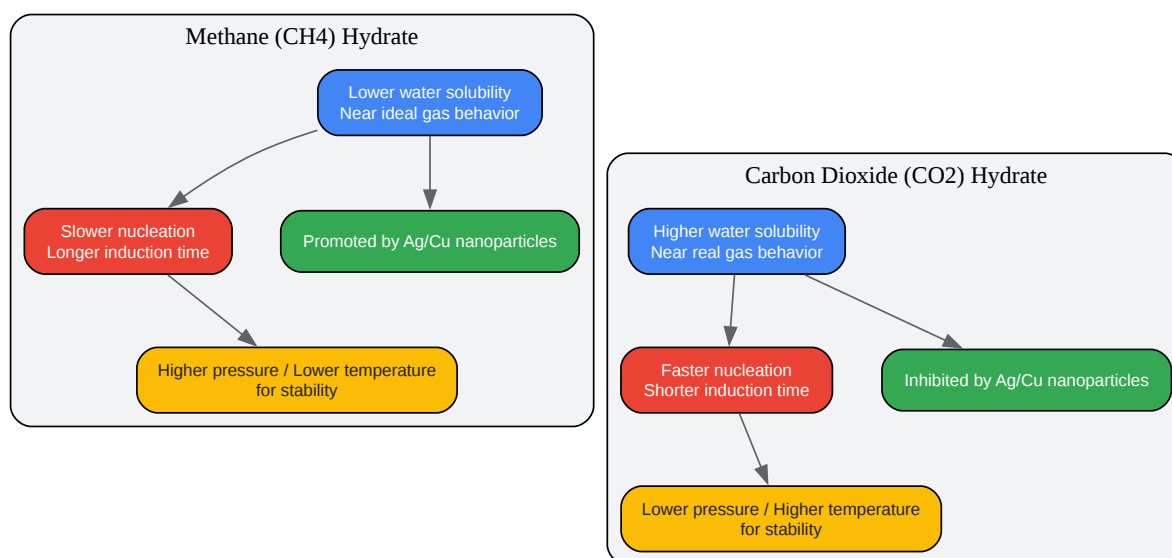 Methane (CH4) Hydrate
Lower water solubility
Near ideal gas behavior
Slower nucleation
Longer induction time
Promoted by Ag/Cu nanoparticles
Higher pressure / Lower temperature
for stability
Carbon Dioxide (CO2) Hydrate
Higher water solubility
Near real gas behavior
Faster nucleation
Shorter induction time
Inhibited by Ag/Cu nanoparticles
Lower pressure / Higher temperature
for stability